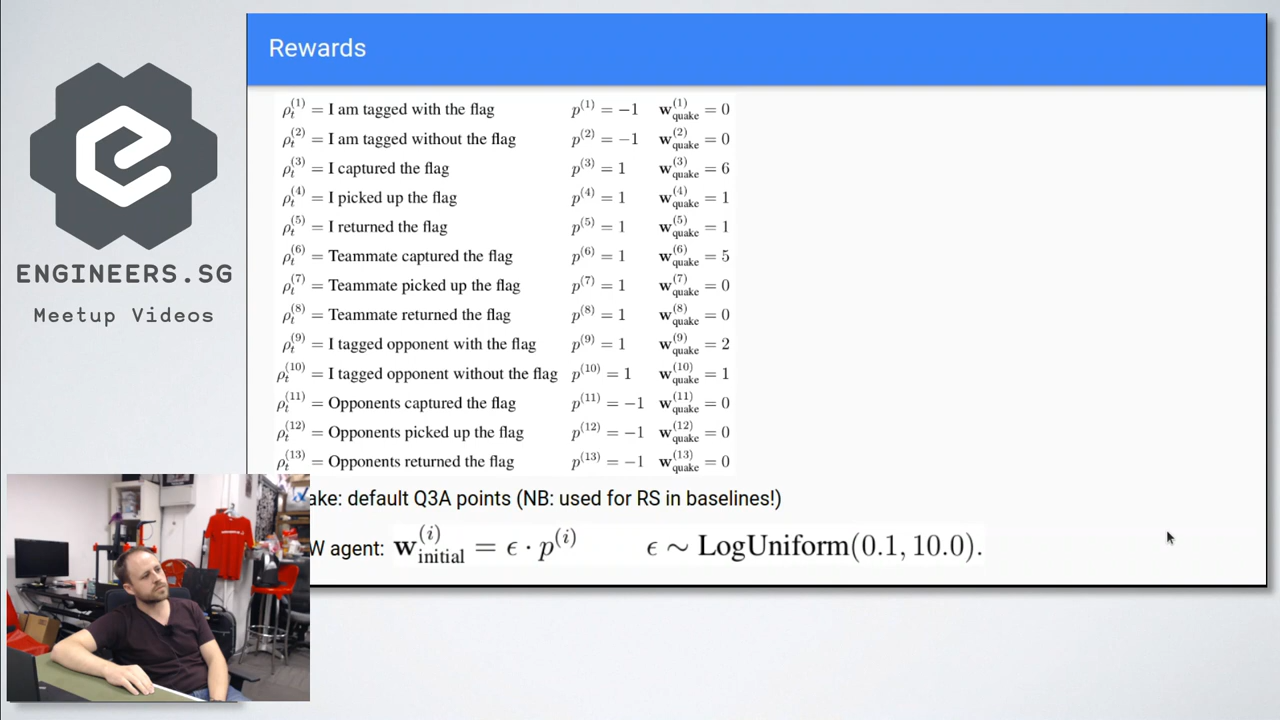 Rewards
ρ_t^(1) = I am tagged with the flag p^(1) = −1 w_quake^(1) = 0
ρ_t^(2) = I am tagged without the flag p^(2) = −1 w_quake^(2) = 0
ρ_t^(3) = I captured the flag p^(3) = 1 w_quake^(3) = 6
ρ_t^(4) = I picked up the flag p^(4) = 1 w_quake^(4) = 1
ρ_t^(5) = I returned the flag p^(5) = 1 w_quake^(5) = 1
ρ_t^(6) = Teammate captured the flag p^(6) = 1 w_quake^(6) = 5
ρ_t^(7) = Teammate picked up the flag p^(7) = 1 w_quake^(7) = 0
ρ_t^(8) = Teammate returned the flag p^(8) = 1 w_quake^(8) = 0
ρ_t^(9) = I tagged opponent with the flag p^(9) = 1 w_quake^(9) = 2
ρ_t^(10) = I tagged opponent without the flag p^(10) = 1 w_quake^(10) = 1
ρ_t^(11) = Opponents captured the flag p^(11) = −1 w_quake^(11) = 0
ρ_t^(12) = Opponents picked up the flag p^(12) = −1 w_quake^(12) = 0
ρ_t^(13) = Opponents returned the flag p^(13) = −1 w_quake^(13) = 0
ake: default Q3A points (NB: used for RS in baselines!)
W agent: w_initial^(i) = ϵ · p^(i) ϵ ∼ LogUniform(0.1, 10.0).
ENGINEERS.SG
Meetup Videos